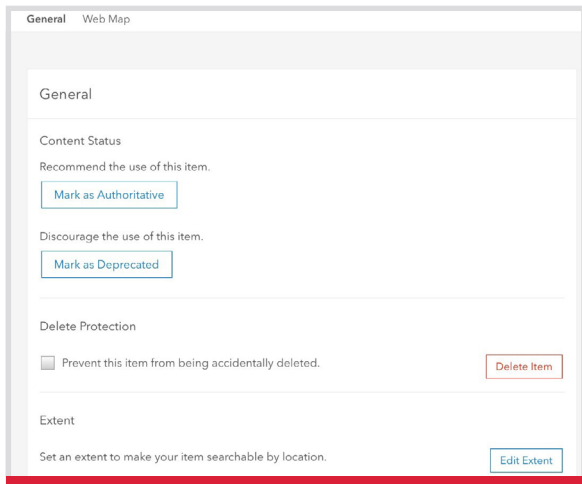 General Web Map
General
Content Status
Recommend the use of this item.
Mark as Authoritative
Discourage the use of this item.
Mark as Deprecated
Delete Protection
Prevent this item from being accidentally deleted.
Delete Item
Extent
Set an extent to make your item searchable by location.
Edit Extent